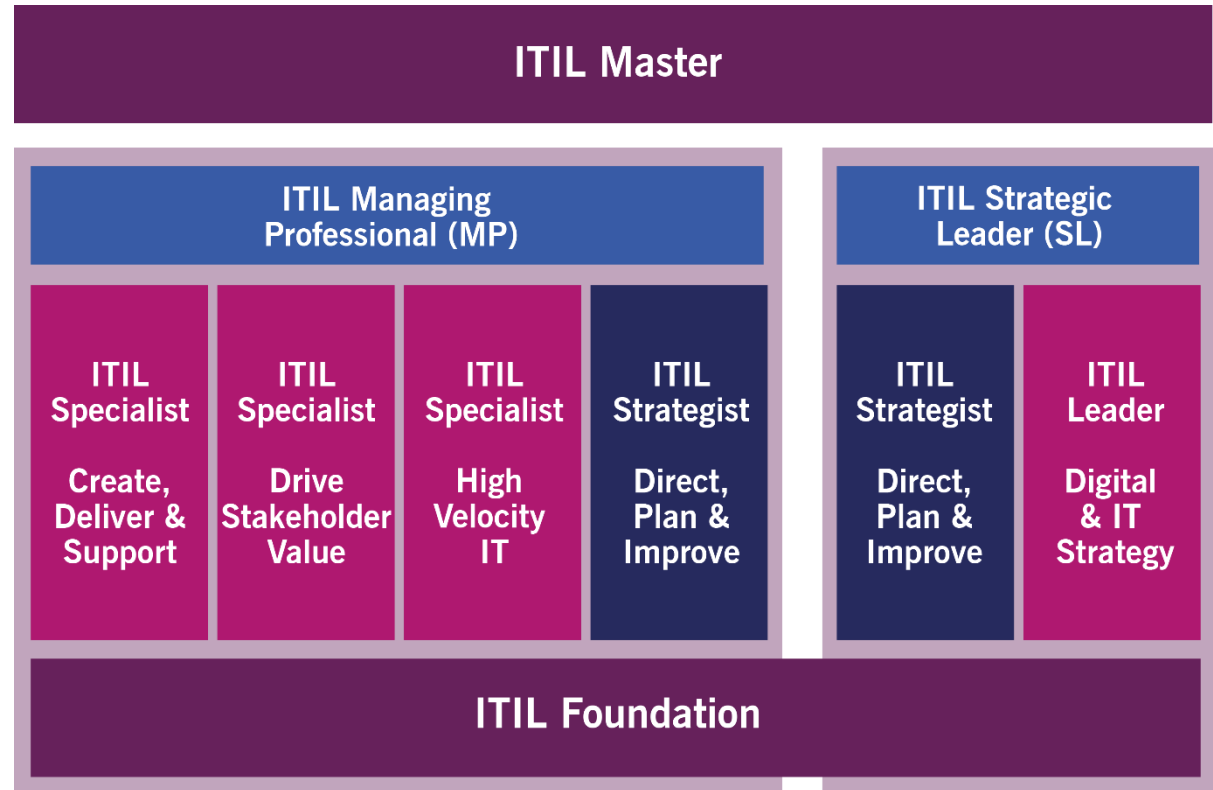 ITIL Master
ITIL Managing
Professional (MP)
ITIL
Specialist
Create,
Deliver &
Support
ITIL
Specialist
Drive
Stakeholder
Value
ITIL
Specialist
High
Velocity
IT
ITIL
Strategist
Direct,
Plan &
Improve
ITIL Strategic
Leader (SL)
ITIL
Strategist
Direct,
Plan &
Improve
ITIL
Leader
Digital
& IT
Strategy
ITIL Foundation